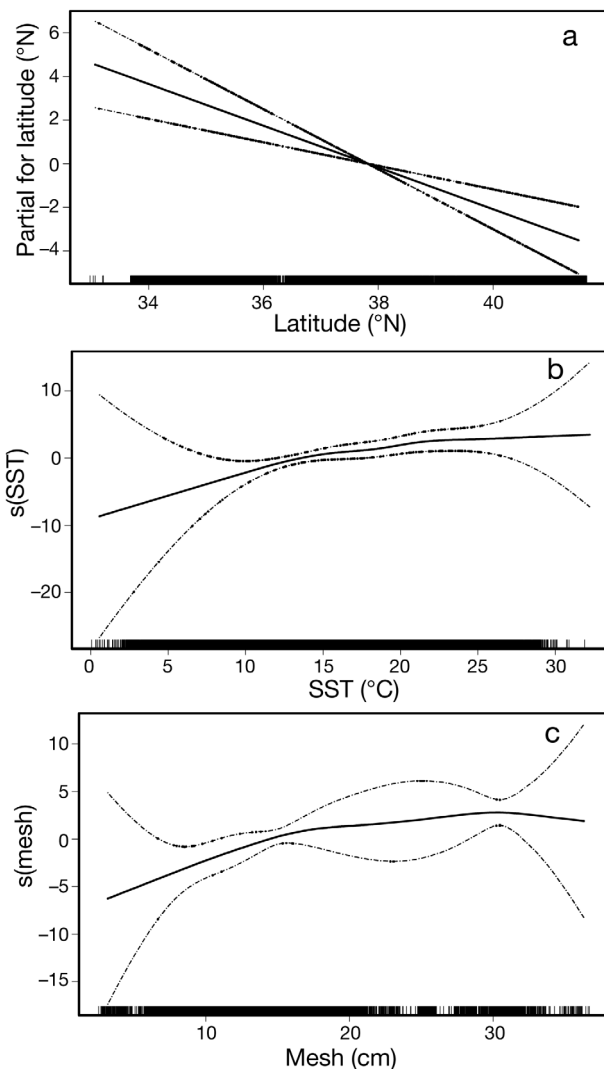 a
Partial for latitude (°N)
6
4
2
0
−2
−4
34 36 38 40
Latitude (°N)
b
s(SST)
10
0
−10
−20
0 5 10 15 20 25 30
SST (°C)
c
s(mesh)
10
5
0
−5
−10
−15
10 20 30
Mesh (cm)